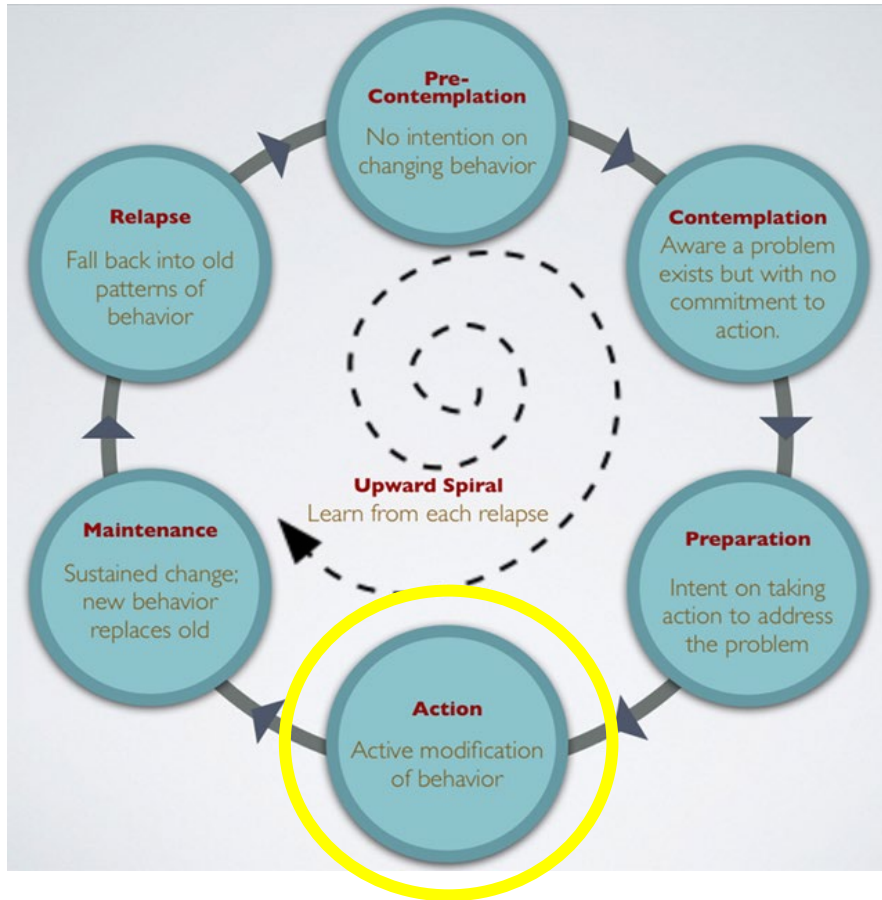 Pre-
Contemplation
No intention on
changing behavior
Contemplation
Aware a problem
exists but with no
commitment to
action.
Preparation
Intent on taking
action to address
the problem
Action
Active modification
of behavior
Maintenance
Sustained change;
new behavior
replaces old
Relapse
Fall back into old
patterns of
behavior
Upward Spiral
Learn from each relapse